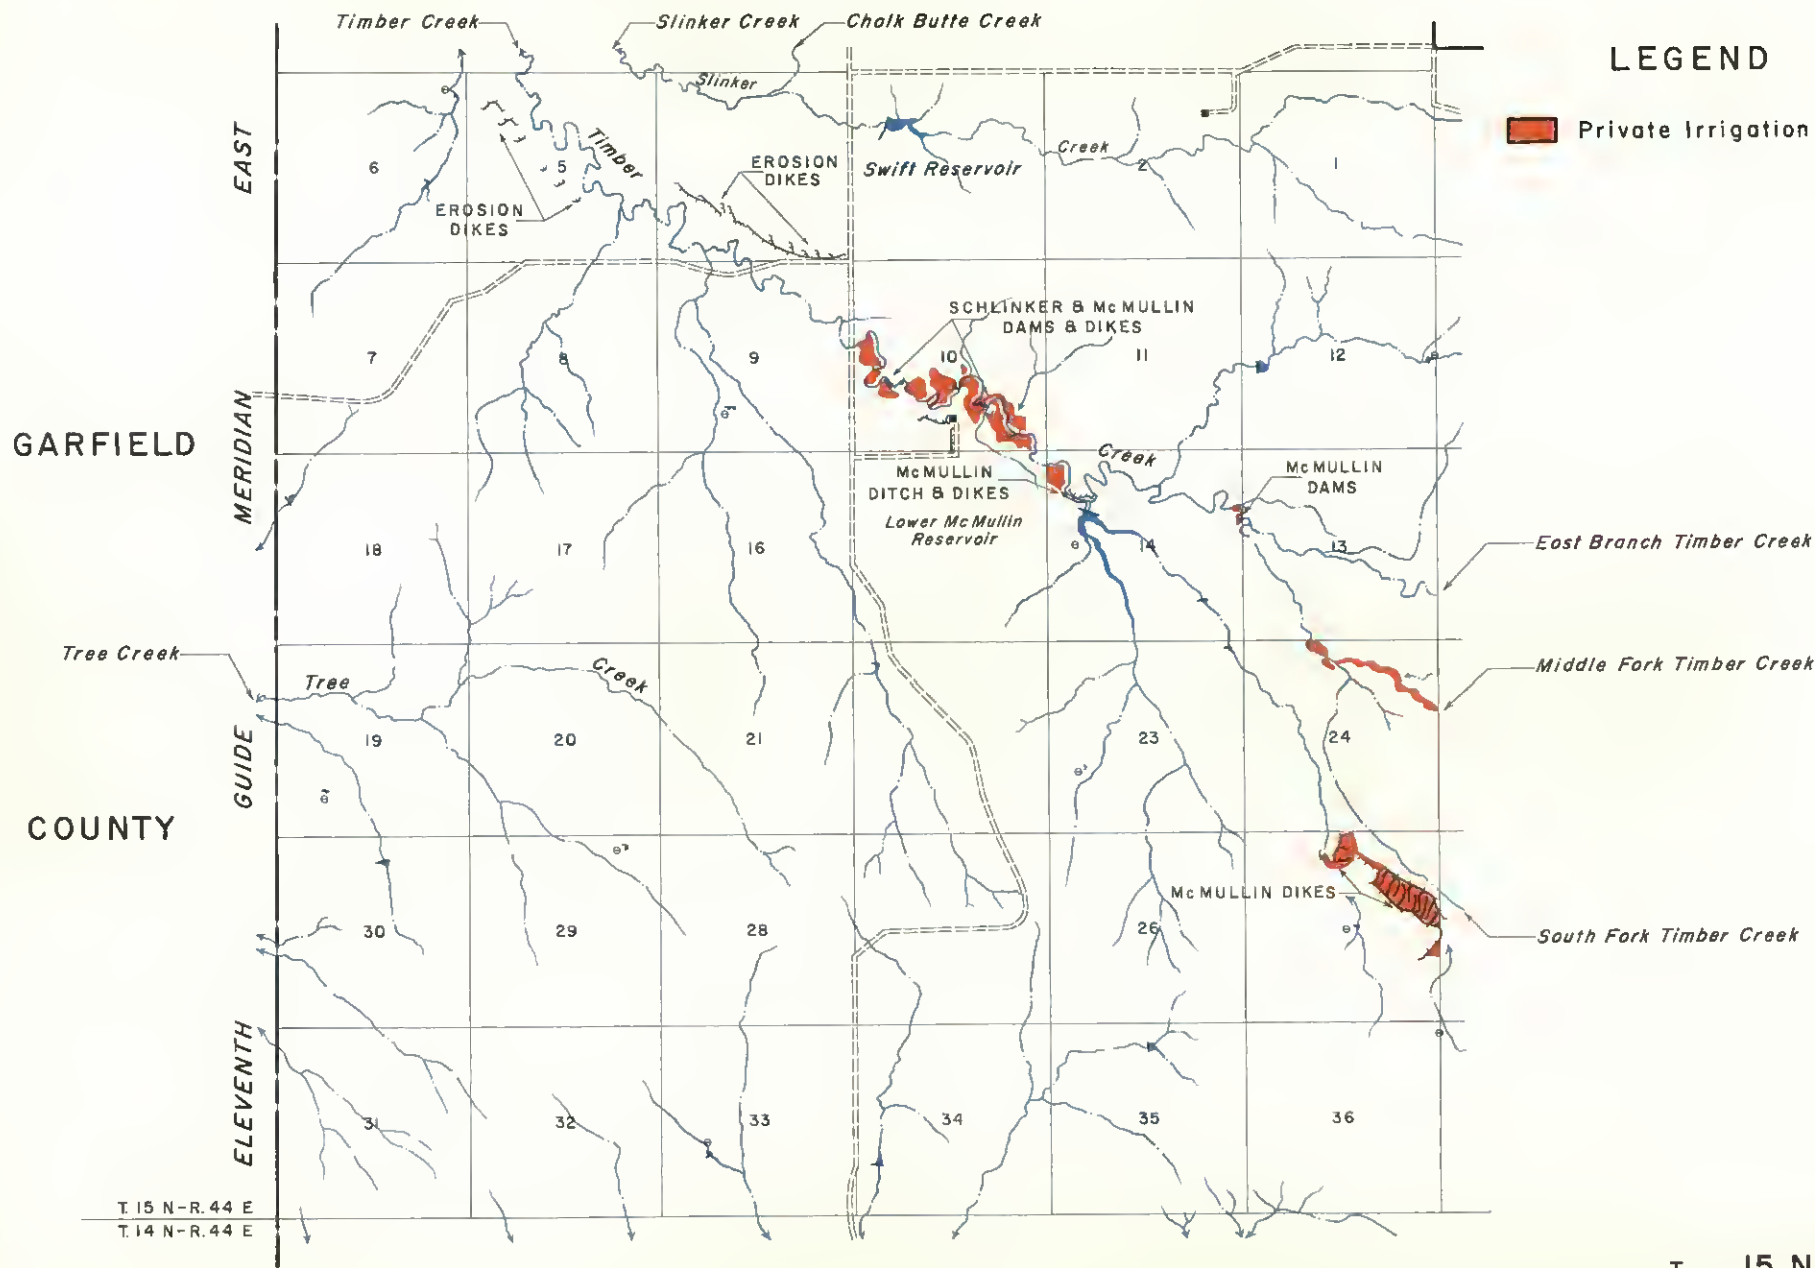 Timber Creek
Slinker Creek
Chalk Butte Creek
LEGEND
Private Irrigation
Slinker
Creek
Timber
EAST
6
5
EROSION
DIKES
EROSION
DIKES
Swift Reservoir
2
1
SCHLINKER & McMULLIN
DAMS & DIKES
7
8
9
10
11
12
GARFIELD
MERIDIAN
McMULLIN
DITCH & DIKES
Lower McMullin
Reservoir
Creek
McMULLIN
DAMS
18
17
16
14
13
East Branch Timber Creek
Tree Creek
Tree
Creek
Middle Fork Timber Creek
GUIDE
19
20
21
23
24
COUNTY
McMULLIN DIKES
30
29
28
26
South Fork Timber Creek
ELEVENTH
31
32
33
34
35
36
T. 15 N-R. 44 E
T. 14 N-R. 44 E
15 N